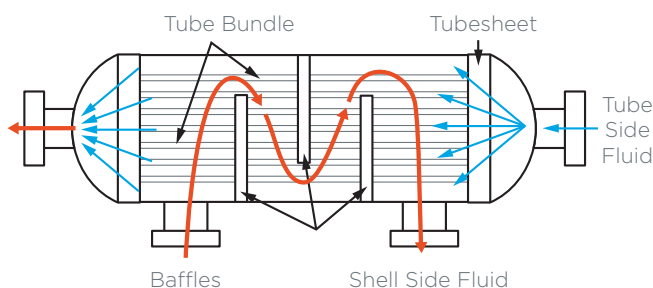 Tube Bundle
Tubesheet
Tube
Side
Fluid
Baffles
Shell Side Fluid